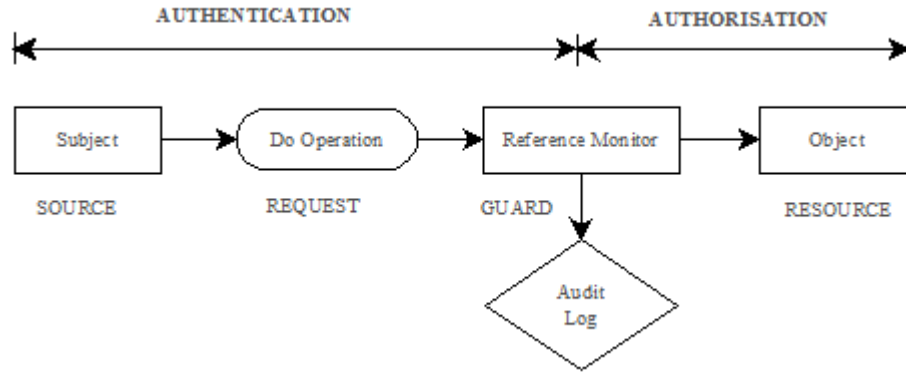 AUTHENTICATION
AUTHORISATION
Subject
Do Operation
Reference Monitor
Object
SOURCE
REQUEST
GUARD
RESOURCE
Audit
Log